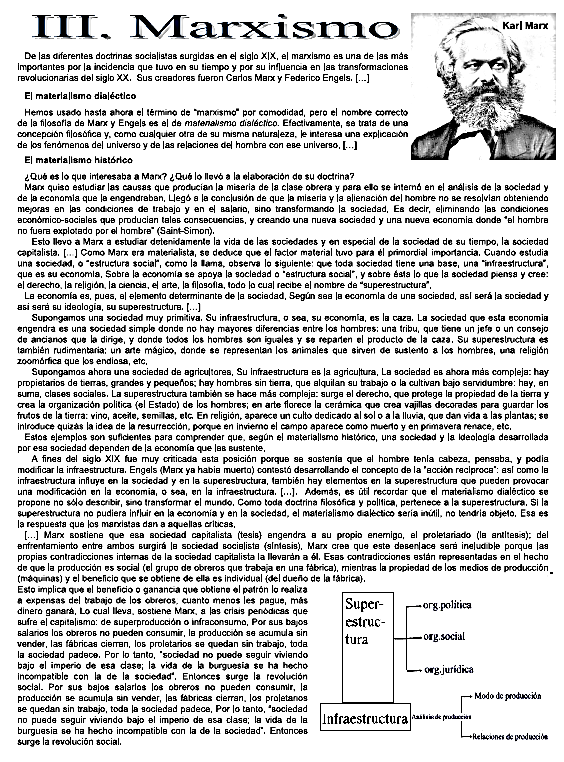 III. Marxismo
Karl Marx
De las diferentes doctrinas socialistas surgidas en el siglo XIX, el marxismo es una de las más
importantes por la incidencia que tuvo en su tiempo y por su influencia en las transformaciones
revolucionarias del siglo XX. Sus creadores fueron Carlos Marx y Federico Engels. [...]
El materialismo dialéctico
Hemos usado hasta ahora el término de "marxismo" por comodidad, pero el nombre correcto
de la filosofía de Marx y Engels es el de materialismo dialéctico. Efectivamente, se trata de una
concepción filosófica y, como cualquier otra de su misma naturaleza, le interesa una explicación
de los fenómenos del universo y de las relaciones del hombre con ese universo, [...]
El materialismo histórico
¿Qué es lo que interesaba a Marx? ¿Qué lo llevó a la elaboración de su doctrina?
Marx quiso estudiar las causas que producían la miseria de la clase obrera y para ello se internó en el análisis de la sociedad y
de la economía que la engendraban, Llegó a la conclusión de que la miseria y la alienación del hombre no se resolvían obteniendo
mejoras en las condiciones de trabajo y en el salario, sino transformando la sociedad, Es decir, eliminando las condiciones
económico-sociales que producían tales consecuencias, y creando una nueva sociedad y una nueva economía donde "el hombre
no fuera explotado por el hombre" (Saint-Simon).
Esto llevo a Marx a estudiar detenidamente la vida de las sociedades y en especial de la sociedad de su tiempo, la sociedad
capitalista. [...] Como Marx era materialista, se deduce que el factor material tuvo para él primordial importancia. Cuando estudia
una sociedad, o "estructura social", como la llama, observa lo siguiente: que toda sociedad tiene una base, una "infraestructura",
que es su economía, Sobre la economía se apoya la sociedad o "estructura social", y sobre ésta lo que la sociedad piensa y cree:
el derecho, la religión, la ciencia, el arte, la filosofía, todo lo cual recibe el nombre de "superestructura",
La economía es, pues, el elemento determinante de la sociedad, Según sea la economía de una sociedad, así será la sociedad y
así será su ideología, su superestructura. [...]
Supongamos una sociedad muy primitiva. Su infraestructura, o sea, su economía, es la caza. La sociedad que esta economía
engendra es una sociedad simple donde no hay mayores diferencias entre los hombres: una tribu, que tiene un jefe o un consejo
de ancianos que la dirige, y donde todos los hombres son iguales y se reparten el producto de la caza. Su superestructura es
también rudimentaria: un arte mágico, donde se representan los animales que sirven de sustento a los hombres, una religión
zoomórfica que los endiosa, etc,
Supongamos ahora una sociedad de agricultores, Su infraestructura es la agricultura, La sociedad es ahora más compleja: hay
propietarios de tierras, grandes y pequeños; hay hombres sin tierra, que alquilan su trabajo o la cultivan bajo servidumbre: hay, en
suma, clases sociales. La superestructura también se hace más compleja: surge el derecho, que protege la propiedad de la tierra y
crea la organización política (el Estado) de los hombres; en arte florece la cerámica que crea vajillas decoradas para guardar los
frutos de la tierra: vino, aceite, semillas, etc. En religión, aparece un culto dedicado al sol o a la lluvia, que dan vida a las plantas; se
introduce quizás la idea de la resurrección, porque en invierno el campo aparece como muerto y en primavera renace, etc,
Estos ejemplos son suficientes para comprender que, según el materialismo histórico, una sociedad y la ideología desarrollada
por esa sociedad dependen de la economía que las sustente,
A fines del siglo XIX fue muy criticada esta posición porque se sostenía que el hombre tenía cabeza, pensaba, y podía
modificar la infraestructura. Engels (Marx ya había muerto) contestó desarrollando el concepto de la "acción recíproca": así como la
infraestructura influye en la sociedad y en la superestructura, también hay elementos en la superestructura que pueden provocar
una modificación en la economía, o sea, en la infraestructura. [...]. Además, es útil recordar que el materialismo dialéctico se
propone no sólo describir, sino transformar el mundo, Como toda doctrina filosófica y política, pertenece a la superestructura. Si la
superestructura no pudiera influir en la economía y en la sociedad, el materialismo dialéctico sería inútil, no tendría objeto, Esa es
la respuesta que los marxistas dan a aquellas críticas,
[...] Marx sostiene que esa sociedad capitalista (tesis) engendra a su propio enemigo, el proletariado (la antítesis); del
enfrentamiento entre ambos surgirá la sociedad socialista (síntesis), Marx cree que este desenlace será ineludible porque las
propias contradicciones internas de la sociedad capitalista la llevarán a él. Esas contradicciones están representadas en el hecho
de que la producción es social (el grupo de obreros que trabaja en una fábrica), mientras la propiedad de los medios de producción
(máquinas) y el beneficio que se obtiene de ella es individual (del dueño de la fábrica).
Esto implica que el beneficio o ganancia que obtiene el patrón lo realiza
a expensas del trabajo de los obreros, cuanto menos les pague, más
dinero ganará, Lo cual lleva, sostiene Marx, a las crisis periódicas que
sufre el capitalismo: de superproducción o infraconsumo, Por sus bajos
salarios los obreros no pueden consumir, la producción se acumula sin
vender, las fábricas cierran, los proletarios se quedan sin trabajo, toda
la sociedad padece. Por lo tanto, "sociedad no puede seguir viviendo
bajo el imperio de esa clase; la vida de la burguesía se ha hecho
incompatible con la de la sociedad". Entonces surge la revolución
social. Por sus bajos salarios los obreros no pueden consumir, la
producción se acumula sin vender, las fábricas cierran, los proletarios
se quedan sin trabajo, toda la sociedad padece, Por lo tanto, "sociedad
no puede seguir viviendo bajo el imperio de esa clase; la vida de la
burguesía se ha hecho incompatible con la de la sociedad". Entonces
surge la revolución social.
Super-
estruc-
tura
org.política
org.social
org.jurídica
Infraestructura
Análisis de producción
Modo de producción
Relaciones de producción